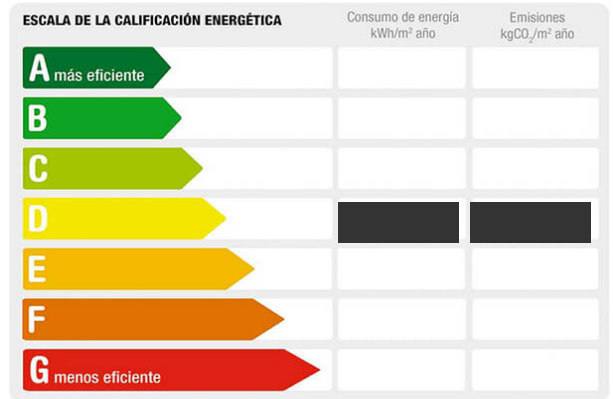 ESCALA DE LA CALIFICACIÓN ENERGÉTICA
Consumo de energía
kWh/m² año
Emisiones
kgCO₂/m² año
A más eficiente
B
C
D
E
F
G menos eficiente